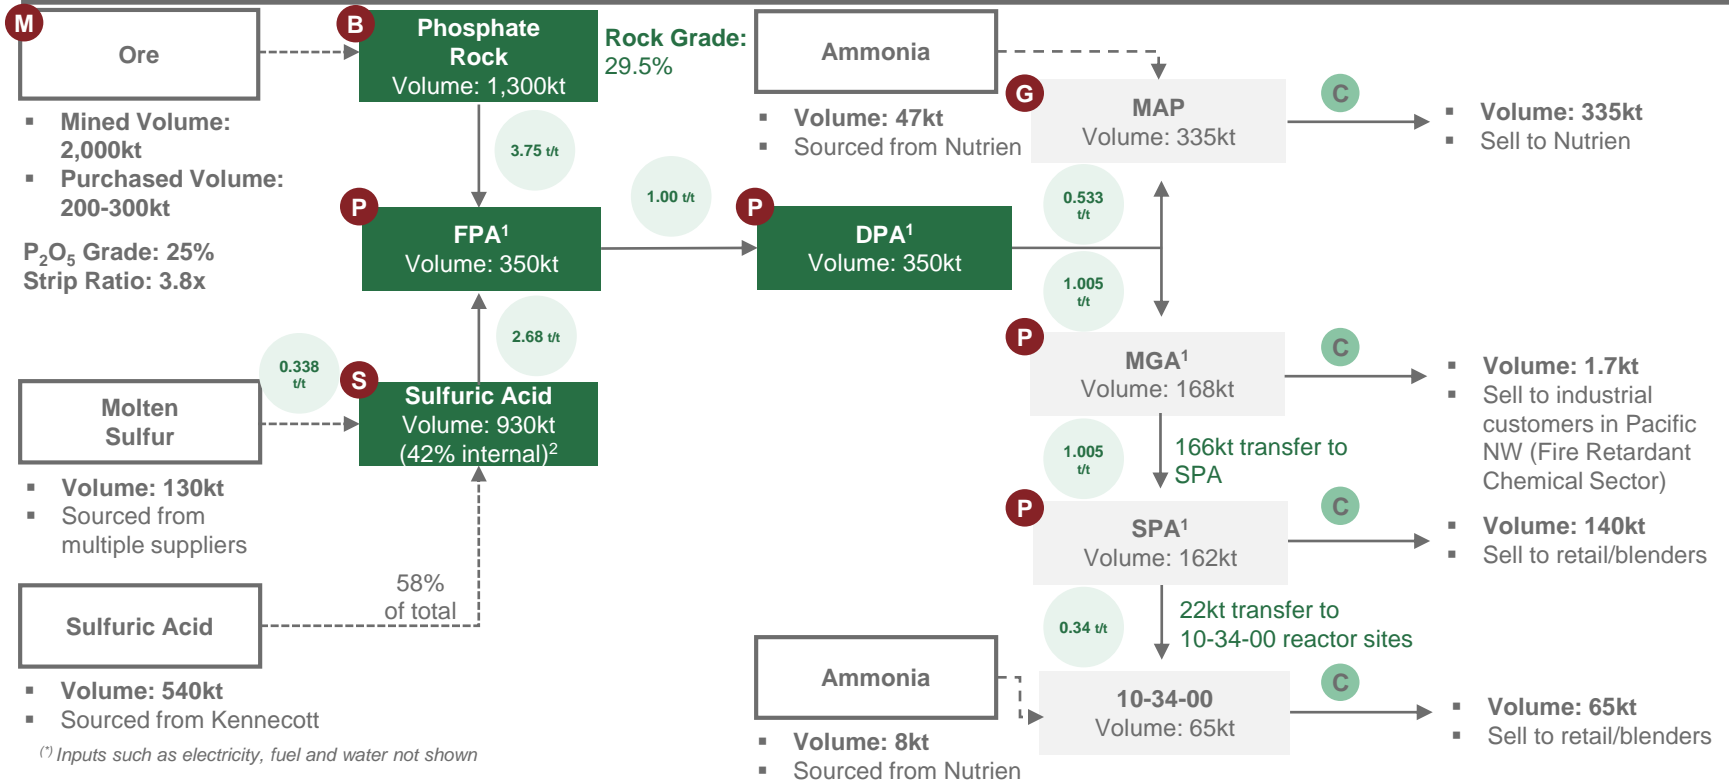 M
Ore
▪ Mined Volume:
2,000kt
▪ Purchased Volume:
200-300kt
P2O5 Grade: 25%
Strip Ratio: 3.8x
B
Phosphate
Rock
Volume: 1,300kt
Rock Grade:
29.5%
3.75 t/t
P
FPA1
Volume: 350kt
1.00 t/t
P
DPA1
Volume: 350kt
2.68 t/t
0.338
t/t
Molten
Sulfur
▪ Volume: 130kt
▪ Sourced from
multiple suppliers
S
Sulfuric Acid
Volume: 930kt
(42% internal)2
58%
of total
Sulfuric Acid
▪ Volume: 540kt
▪ Sourced from Kennecott
(*) Inputs such as electricity, fuel and water not shown
Ammonia
▪ Volume: 47kt
▪ Sourced from Nutrien
G
MAP
Volume: 335kt
C
▪ Volume: 335kt
▪ Sell to Nutrien
0.533
t/t
1.005
t/t
P
MGA1
Volume: 168kt
C
▪ Volume: 1.7kt
▪ Sell to industrial
customers in Pacific
NW (Fire Retardant
Chemical Sector)
1.005
t/t
166kt transfer to
SPA
P
SPA1
Volume: 162kt
C
▪ Volume: 140kt
▪ Sell to retail/blenders
0.34 t/t
22kt transfer to
10-34-00 reactor sites
Ammonia
▪ Volume: 8kt
▪ Sourced from Nutrien
10-34-00
Volume: 65kt
C
▪ Volume: 65kt
▪ Sell to retail/blenders